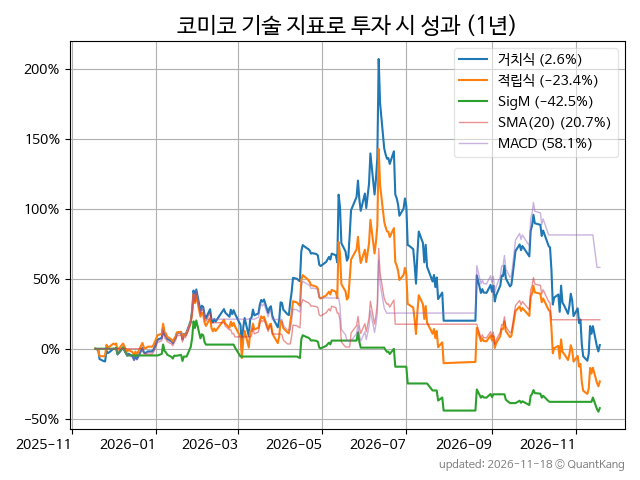 코미코 기술 지표로 투자 시 성과 (1년)
거치식 (2.6%)
적립식 (−23.4%)
SigM (−42.5%)
SMA(20) (20.7%)
MACD (58.1%)
200%
150%
100%
50%
0%
−50%
2025-11 2026-01 2026-03 2026-05 2026-07 2026-09 2026-11
updated: 2026-11-18 © QuantKang